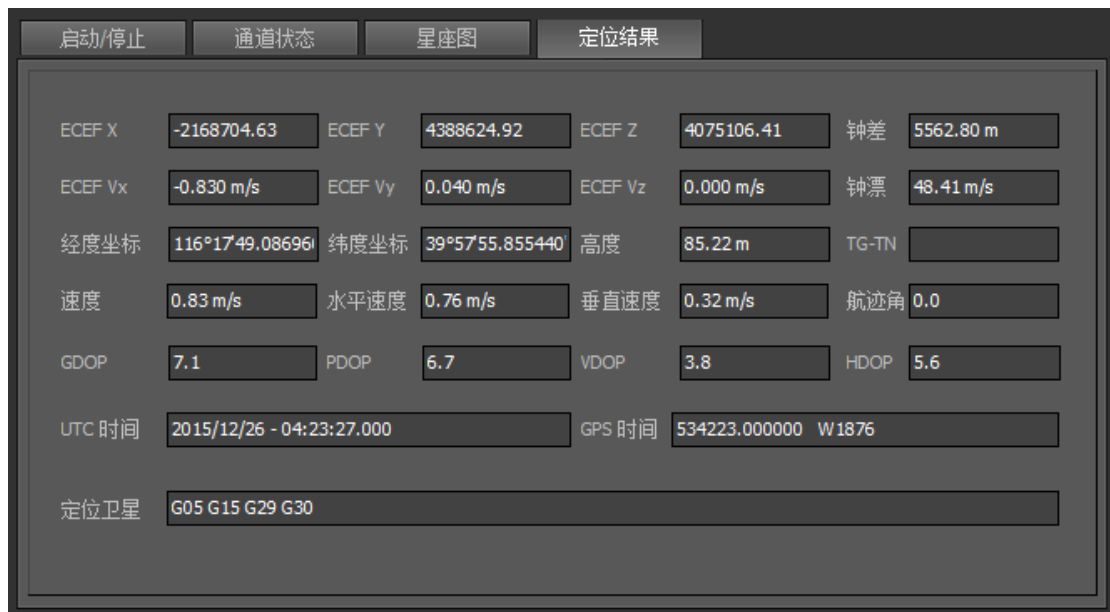 启动/停止 通道状态 星座图 定位结果
ECEF X -2168704.63 ECEF Y 4388624.92 ECEF Z 4075106.41 钟差 5562.80 m
ECEF Vx -0.830 m/s ECEF Vy 0.040 m/s ECEF Vz 0.000 m/s 钟漂 48.41 m/s
经度坐标 116°17'49.08696 纬度坐标 39°57'55.855440" 高度 85.22 m TG-TN
速度 0.83 m/s 水平速度 0.76 m/s 垂直速度 0.32 m/s 航迹角 0.0
GDOP 7.1 PDOP 6.7 VDOP 3.8 HDOP 5.6
UTC 时间 2015/12/26 - 04:23:27.000 GPS 时间 534223.000000 W1876
定位卫星 G05 G15 G29 G30